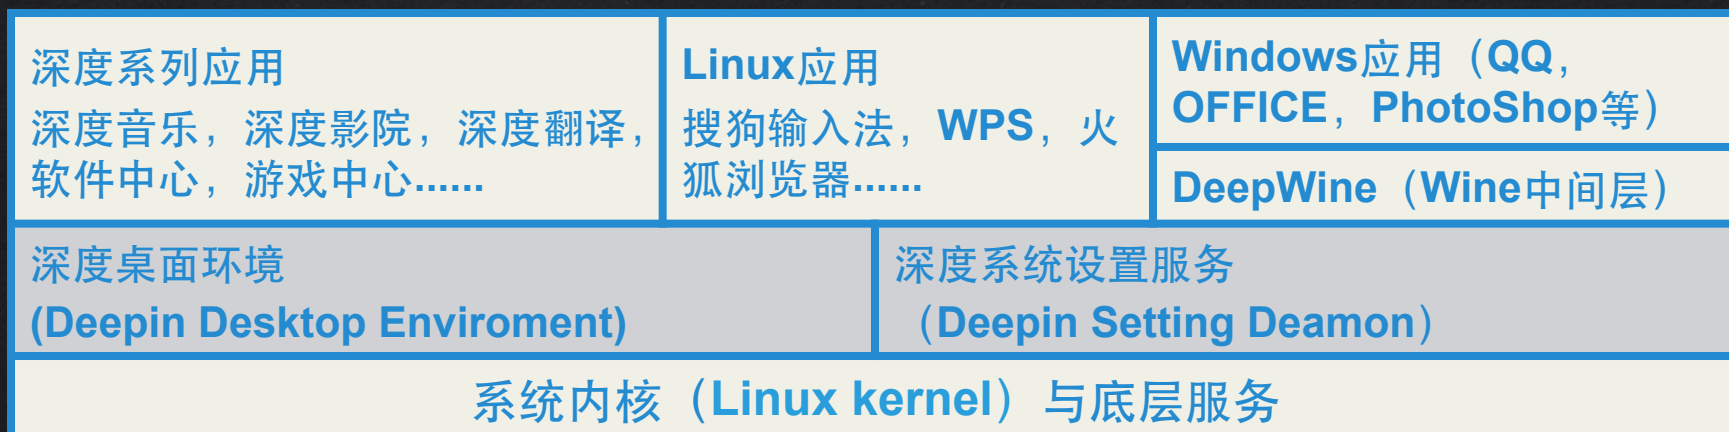 深度系列应用
深度音乐，深度影院，深度翻译，
软件中心，游戏中心......
Linux应用
搜狗输入法，WPS，火
狐浏览器......
Windows应用（QQ，
OFFICE，PhotoShop等）
DeepWine（Wine中间层）
深度桌面环境
(Deepin Desktop Enviroment)
深度系统设置服务
（Deepin Setting Deamon）
系统内核（Linux kernel）与底层服务